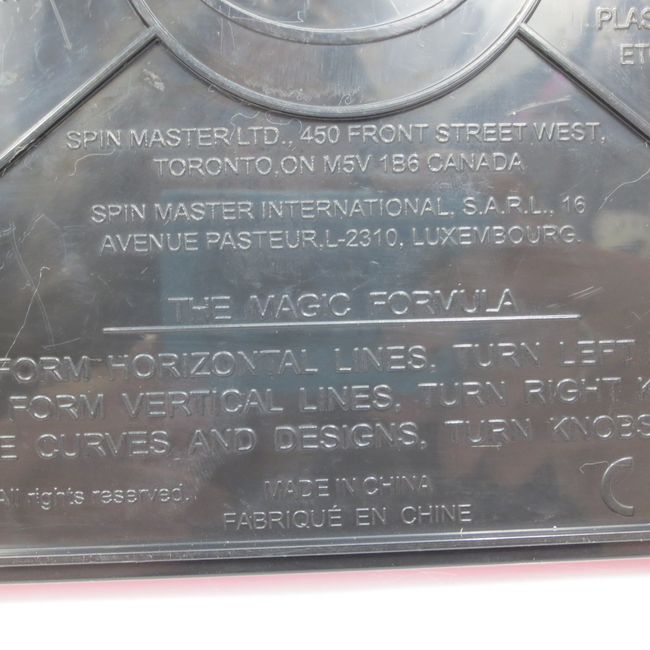 PLAS
ET
SPIN MASTER LTD., 450 FRONT STREET WEST,
TORONTO, ON M5V 1B6 CANADA
SPIN MASTER INTERNATIONAL, S.A.R.L., 16
AVENUE PASTEUR, L-2310, LUXEMBOURG.
THE MAGIC FORMULA
FORM HORIZONTAL LINES, TURN LEFT
FORM VERTICAL LINES, TURN RIGHT K
E CURVES AND DESIGNS, TURN KNOBS
All rights reserved.
MADE IN CHINA
FABRIQUÉ EN CHINE